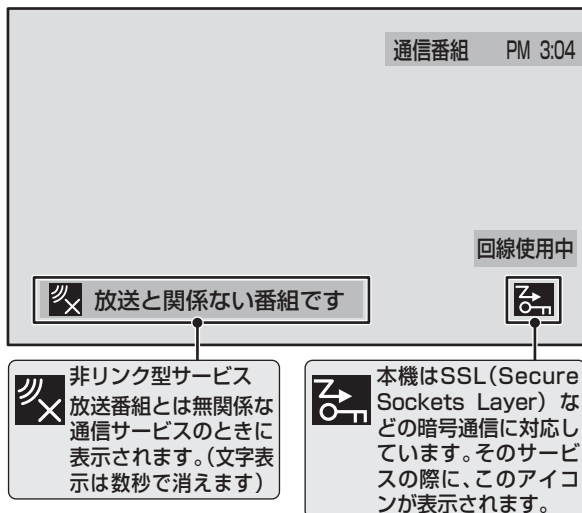 通信番組 PM 3:04
回線使用中
放送と関係ない番組です
非リンク型サービス
放送番組とは無関係な
通信サービスのときに
表示されます。(文字表
示は数秒で消えます)
本機はSSL(Secure
Sockets Layer) な
どの暗号通信に対応し
ています。そのサービ
スの際に、このアイコ
ンが表示されます。